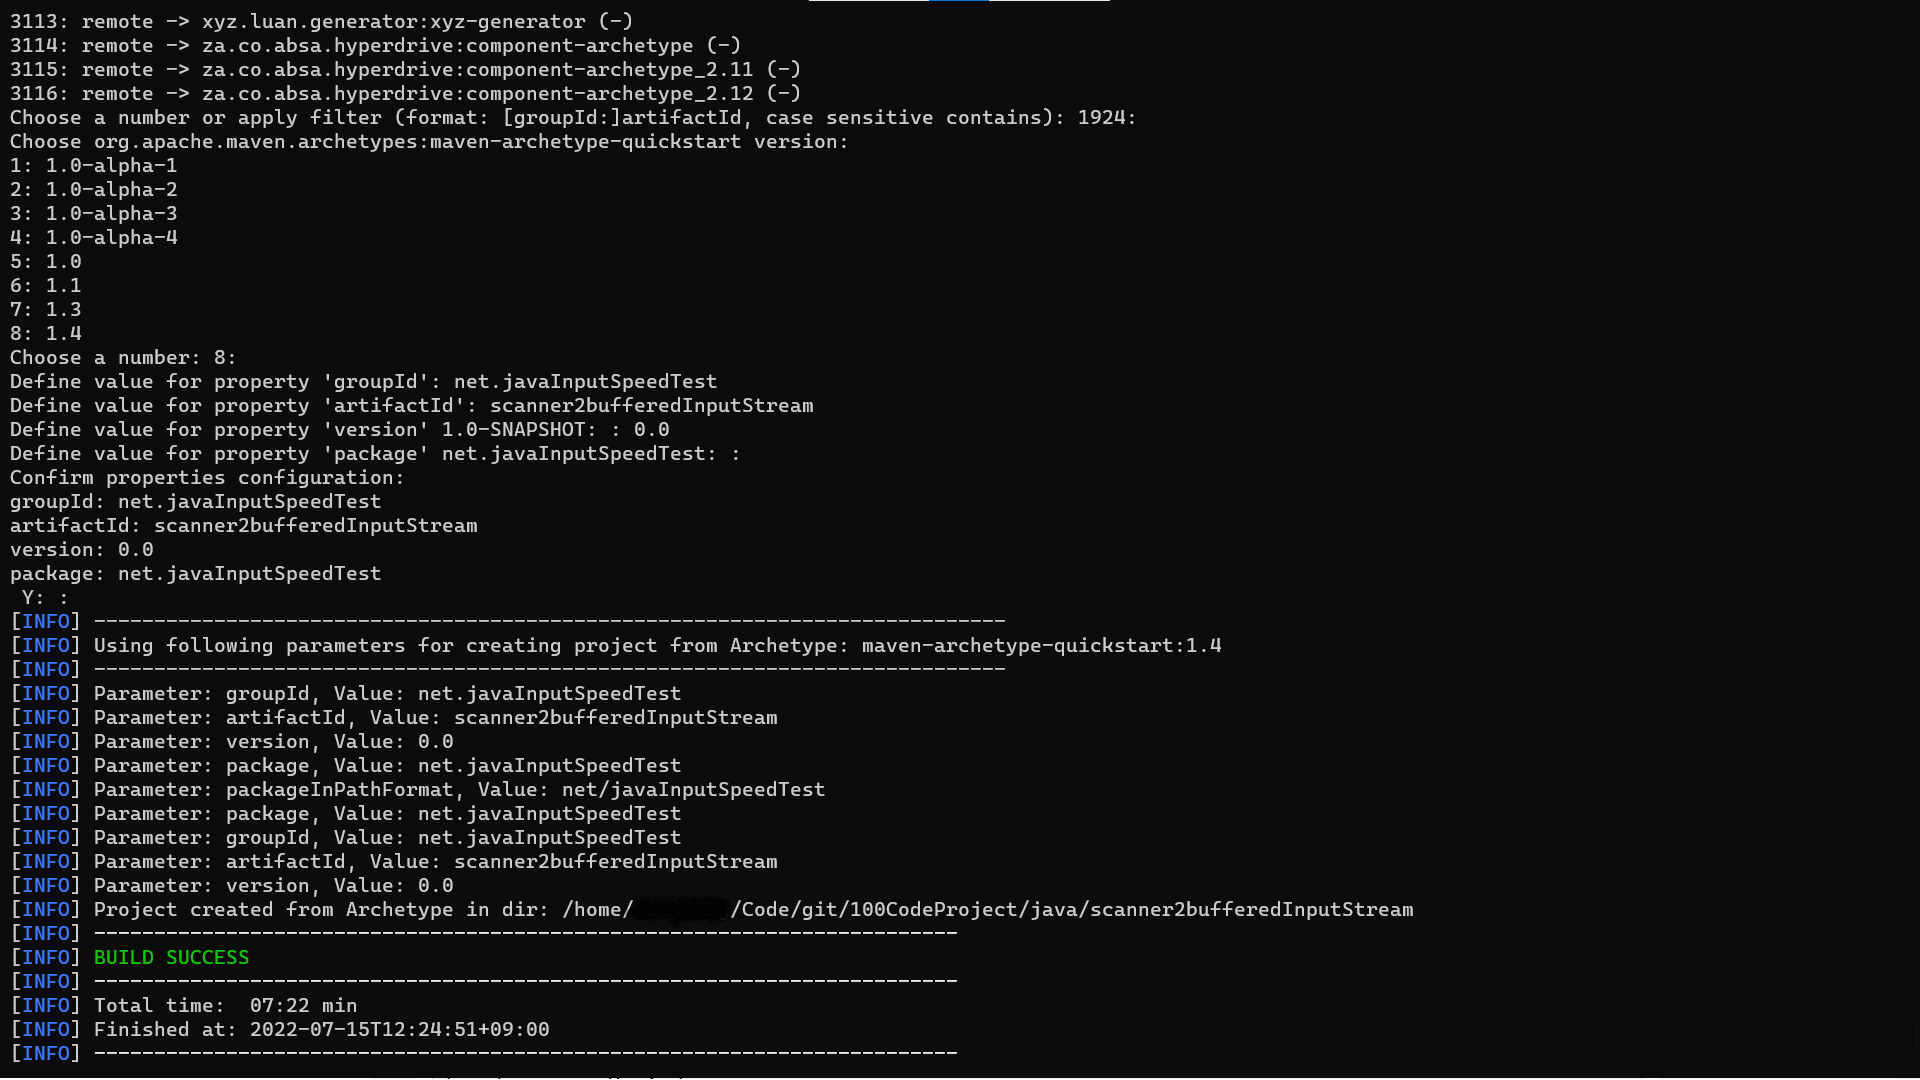 3113: remote -> xyz.luan.generator:xyz-generator (-)
3114: remote -> za.co.absa.hyperdrive:component-archetype (-)
3115: remote -> za.co.absa.hyperdrive:component-archetype_2.11 (-)
3116: remote -> za.co.absa.hyperdrive:component-archetype_2.12 (-)
Choose a number or apply filter (format: [groupId:]artifactId, case sensitive contains): 1924:
Choose org.apache.maven.archetypes:maven-archetype-quickstart version:
1: 1.0-alpha-1
2: 1.0-alpha-2
3: 1.0-alpha-3
4: 1.0-alpha-4
5: 1.0
6: 1.1
7: 1.3
8: 1.4
Choose a number: 8:
Define value for property 'groupId': net.javaInputSpeedTest
Define value for property 'artifactId': scanner2bufferedInputStream
Define value for property 'version' 1.0-SNAPSHOT: : 0.0
Define value for property 'package' net.javaInputSpeedTest: :
Confirm properties configuration:
groupId: net.javaInputSpeedTest
artifactId: scanner2bufferedInputStream
version: 0.0
package: net.javaInputSpeedTest
 Y: :
[INFO] ----------------------------------------------------------------------------
[INFO] Using following parameters for creating project from Archetype: maven-archetype-quickstart:1.4
[INFO] ----------------------------------------------------------------------------
[INFO] Parameter: groupId, Value: net.javaInputSpeedTest
[INFO] Parameter: artifactId, Value: scanner2bufferedInputStream
[INFO] Parameter: version, Value: 0.0
[INFO] Parameter: package, Value: net.javaInputSpeedTest
[INFO] Parameter: packageInPathFormat, Value: net/javaInputSpeedTest
[INFO] Parameter: package, Value: net.javaInputSpeedTest
[INFO] Parameter: groupId, Value: net.javaInputSpeedTest
[INFO] Parameter: artifactId, Value: scanner2bufferedInputStream
[INFO] Parameter: version, Value: 0.0
[INFO] Project created from Archetype in dir: /home/ /Code/git/100CodeProject/java/scanner2bufferedInputStream
[INFO] ------------------------------------------------------------------------
[INFO] BUILD SUCCESS
[INFO] ------------------------------------------------------------------------
[INFO] Total time:  07:22 min
[INFO] Finished at: 2022-07-15T12:24:51+09:00
[INFO] ------------------------------------------------------------------------